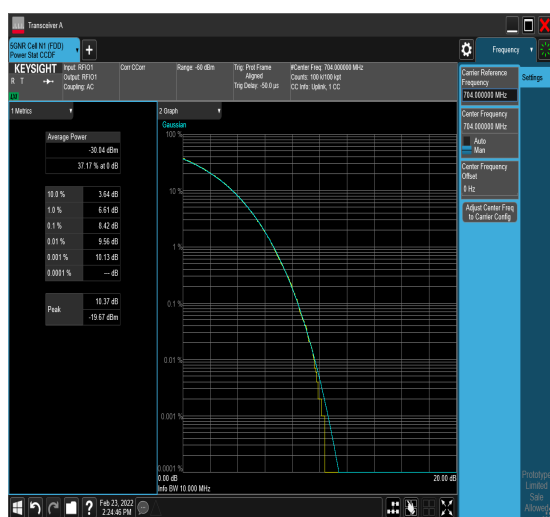 Transceiver A
5GNR Cell N1 (FDD)
Power Stat CCDF
Frequency
KEYSIGHT
R T
Input: RFIO1
Output: RFIO1
Coupling: AC
Corr CCorr
Range: -60 dBm
Trig: Prot Frame
Aligned
Trig Delay: -50.0 µs
#Center Freq: 704.000000 MHz
Counts: 100 k/100 kpt
CC Info: Uplink, 1 CC
1 Metrics
Average Power
-30.04 dBm
37.17 % at 0 dB
10.0 % 3.64 dB
1.0 % 6.61 dB
0.1 % 8.42 dB
0.01 % 9.56 dB
0.001 % 10.13 dB
0.0001 % --- dB
Peak
10.37 dB
-19.67 dBm
2 Graph
Gaussian
100 %
10 %
1 %
0.1 %
0.01 %
0.001 %
0.0001 %
0.00 dB
20.00 dB
Info BW 10.000 MHz
Carrier Reference
Frequency
704.000000 MHz
Center Frequency
704.000000 MHz
Auto
Man
Center Frequency
Offset
0 Hz
Adjust Center Freq
to Carrier Config
Settings
Prototype
Limited
Sale
Allowed
Feb 23, 2022
2:24:46 PM